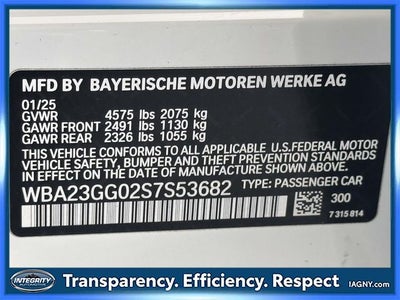 MFD BY BAYERISCHE MOTOREN WERKE AG
01/25
GVWR 4575 lbs 2075 kg
GAWR FRONT 2491 lbs 1130 kg
GAWR REAR 2326 lbs 1055 kg
THIS VEHICLE CONFORMS TO ALL APPLICABLE U.S. FEDERAL MOTOR
VEHICLE SAFETY, BUMPER, AND THEFT PREVENTION STANDARDS
IN EFFECT ON THE DATE OF MANUFACTURE SHOWN ABOVE.
WBA23GG02S7S53682 TYPE: PASSENGER CAR
300
7 315 814
INTEGRITY
Transparency. Efficiency. Respect
IAGNY.com